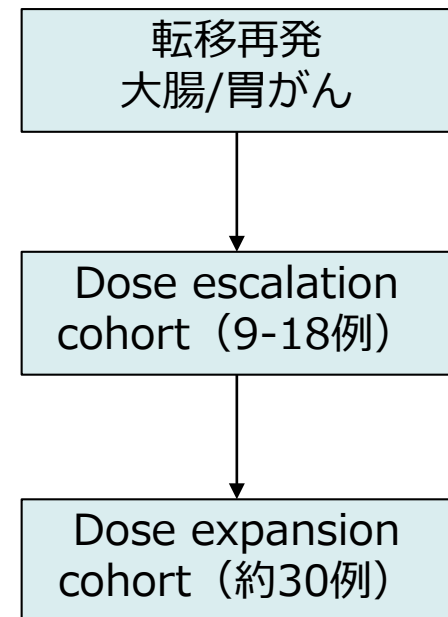 転移再発
大腸/胃がん
Dose escalation
cohort（9-18例）
Dose expansion
cohort（約30例）